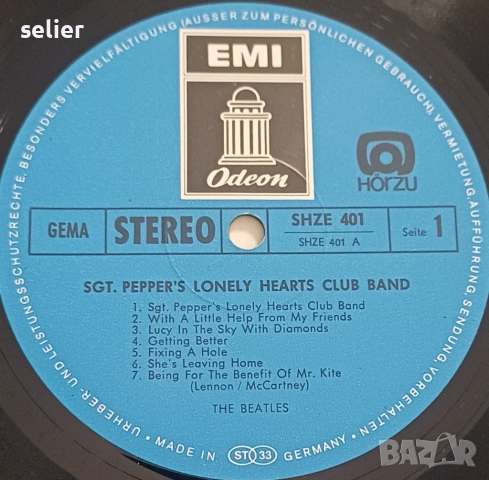 selier
URHEBER- UND LEISTUNGSSCHUTZRECHTE, BESONDERS VERVIELFÄLTIGUNG (AUSSER ZUM PERSÖNLICHEN GEBRAUCH), VERMIETUNG, AUFFÜHRUNG, SENDUNG, VORBEHALTEN
EMI
Odeon
HÖRZU
GEMA
STEREO
SHZE 401
SHZE 401 A
Seite 1
SGT. PEPPER'S LONELY HEARTS CLUB BAND
1. Sgt. Pepper's Lonely Hearts Club Band
2. With A Little Help From My Friends
3. Lucy In The Sky With Diamonds
4. Getting Better
5. Fixing A Hole
6. She's Leaving Home
7. Being For The Benefit Of Mr. Kite
(Lennon / McCartney)
THE BEATLES
• MADE IN ST 33 GERMANY •
BAZAR